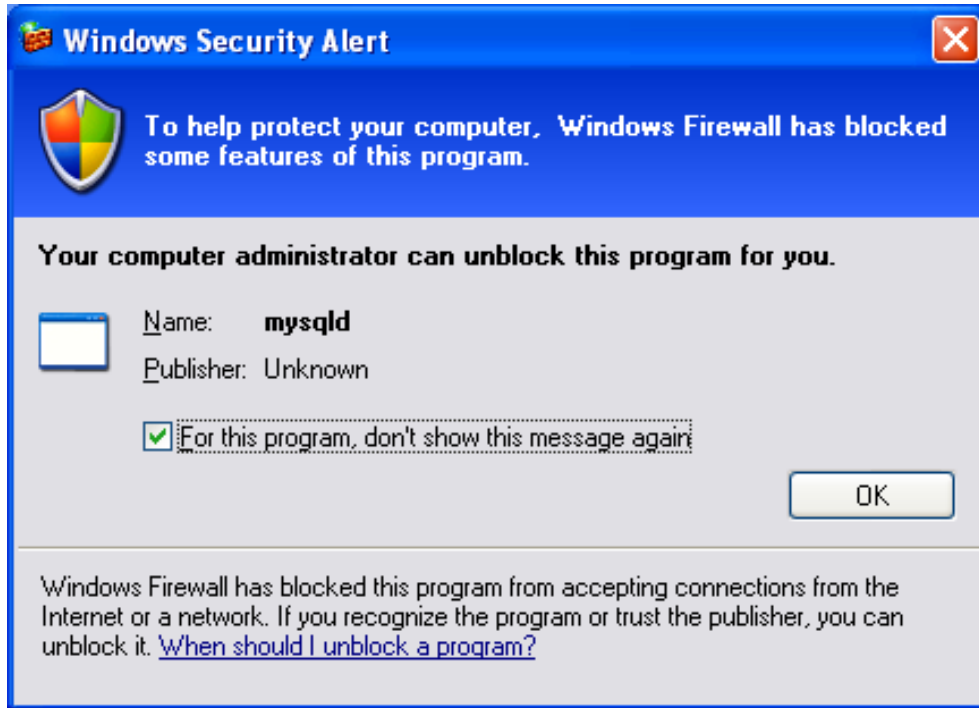 Windows Security Alert
To help protect your computer, Windows Firewall has blocked
some features of this program.
Your computer administrator can unblock this program for you.
Name: mysqld
Publisher: Unknown
For this program, don't show this message again
OK
Windows Firewall has blocked this program from accepting connections from the
Internet or a network. If you recognize the program or trust the publisher, you can
unblock it. When should I unblock a program?